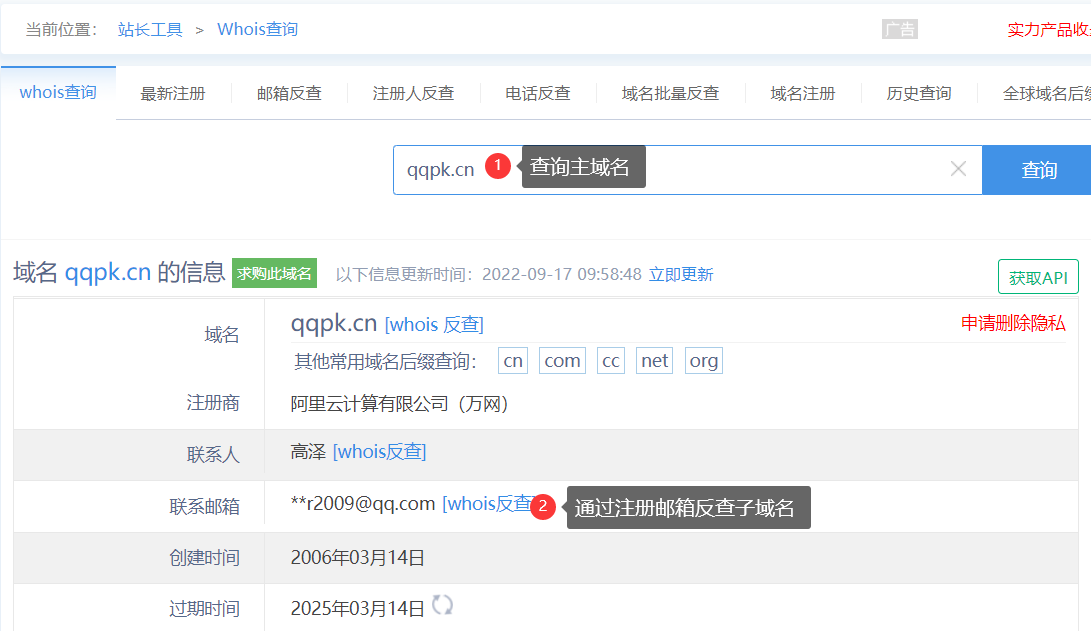 当前位置： 站长工具 > Whois查询 广告 实力产品收
whois查询 最新注册 邮箱反查 注册人反查 电话反查 域名批量反查 域名注册 历史查询 全球域名后
qqpk.cn 1 查询主域名 × 查询
域名 qqpk.cn 的信息 求购此域名 以下信息更新时间：2022-09-17 09:58:48 立即更新 获取API
域名 qqpk.cn [whois 反查] 申请删除隐私
其他常用域名后缀查询： cn com cc net org
注册商 阿里云计算有限公司（万网）
联系人 高泽 [whois反查]
联系邮箱 **r2009@qq.com [whois反查 2 通过注册邮箱反查子域名
创建时间 2006年03月14日
过期时间 2025年03月14日